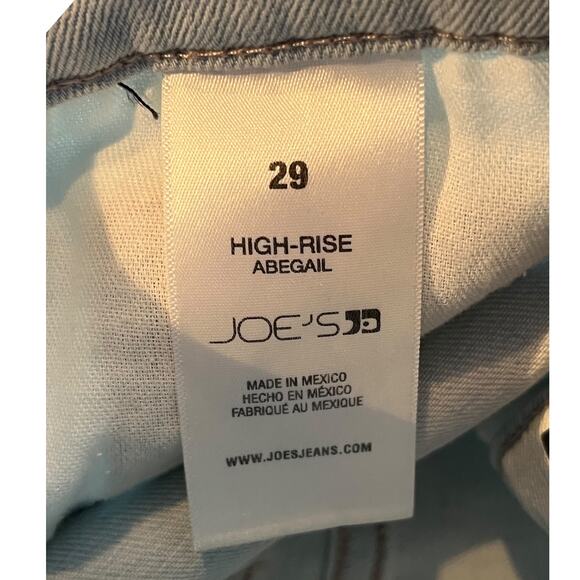 29
HIGH-RISE
ABEGAIL
JOE'S
MADE IN MEXICO
HECHO EN MÉXICO
FABRIQUÉ AU MEXIQUE
WWW.JOESJEANS.COM